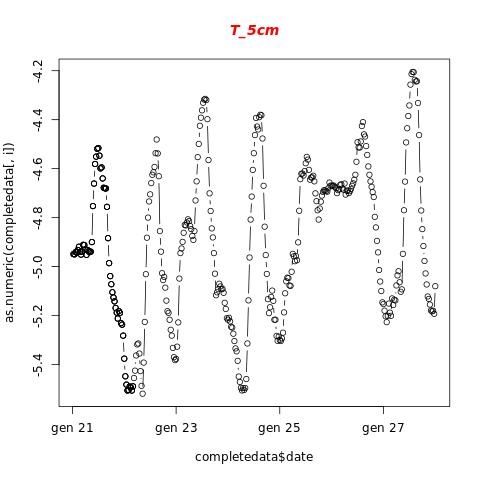 T_5cm
as.numeric(completedata[, i])
-4.2
-4.4
-4.6
-4.8
-5.0
-5.2
-5.4
gen 21
gen 23
gen 25
gen 27
completedata$date